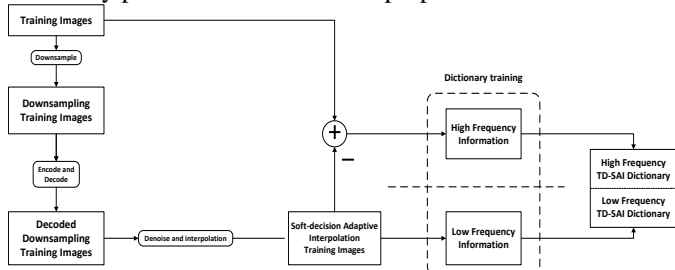 Training Images
Downsample
Downsampling
Training Images
Encode and
Decode
Decoded
Downsampling
Training Images
Denoise and interpolation
Soft-decision Adaptive
Interpolation
Training Images
+
−
Dictionary training
High Frequency
Information
Low Frequency
Information
High Frequency
TD-SAI Dictionary
Low Frequency
TD-SAI Dictionary